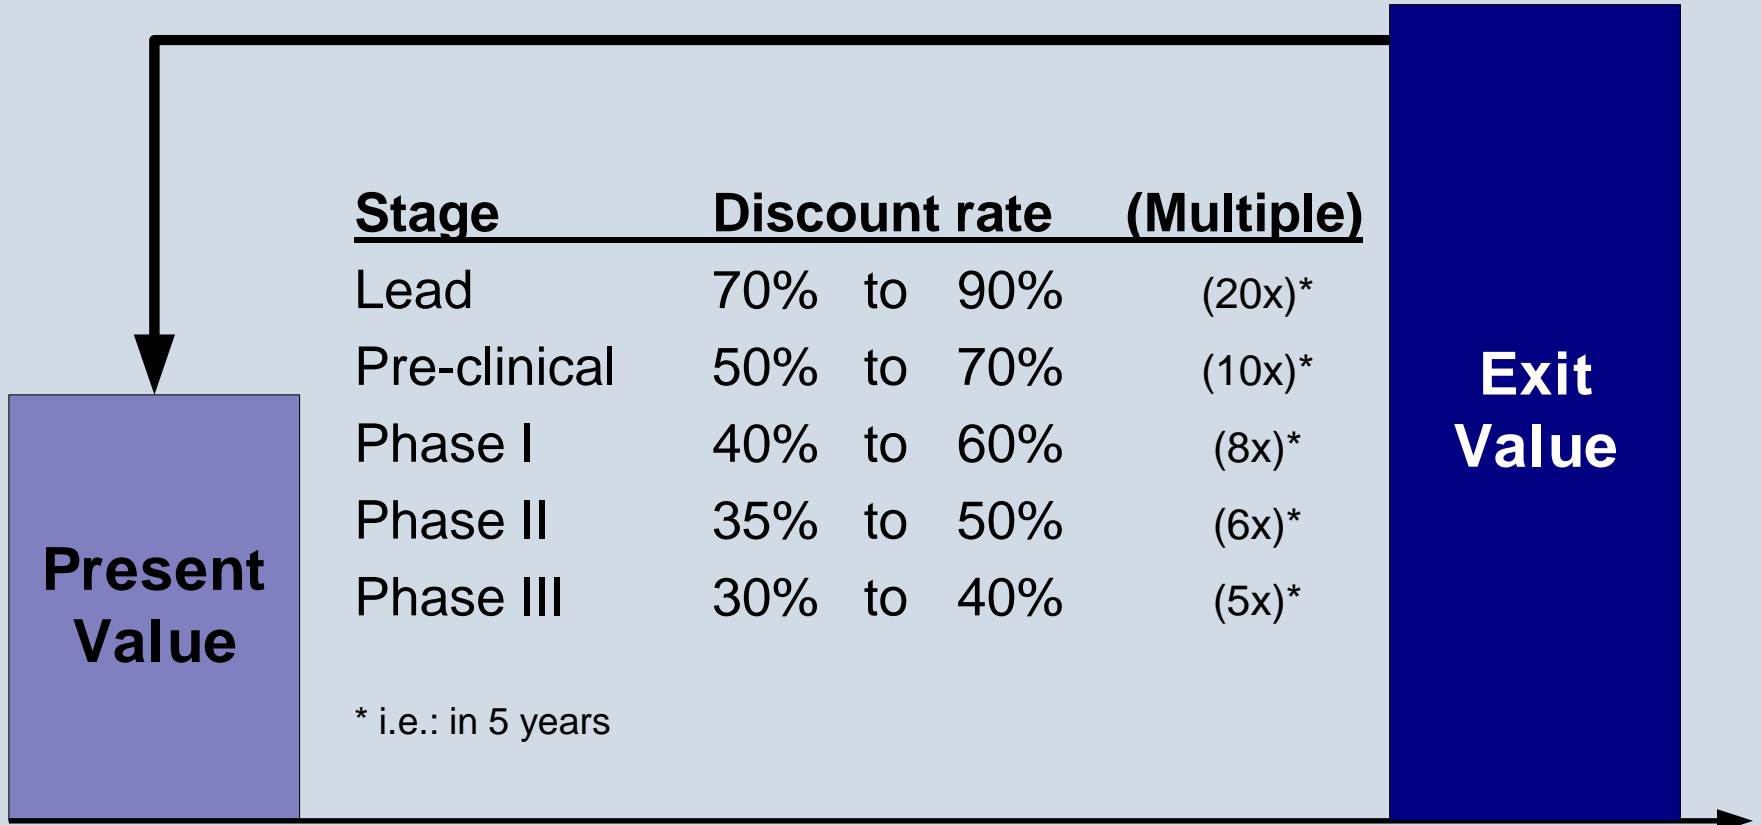 Stage Discount rate (Multiple)
Lead 70% to 90% (20x)*
Pre-clinical 50% to 70% (10x)*
Phase I 40% to 60% (8x)*
Phase II 35% to 50% (6x)*
Phase III 30% to 40% (5x)*
* i.e.: in 5 years
Present
Value
Exit
Value